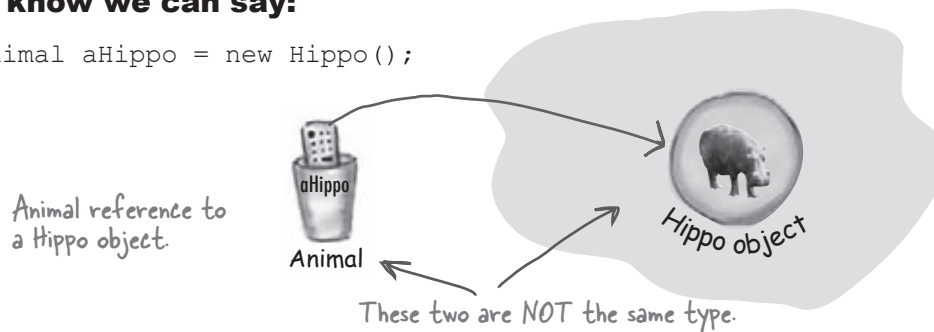 know we can say:
imal aHippo = new Hippo();
aHippo
Animal reference to
a Hippo object.
Animal
Hippo object
These two are NOT the same type.